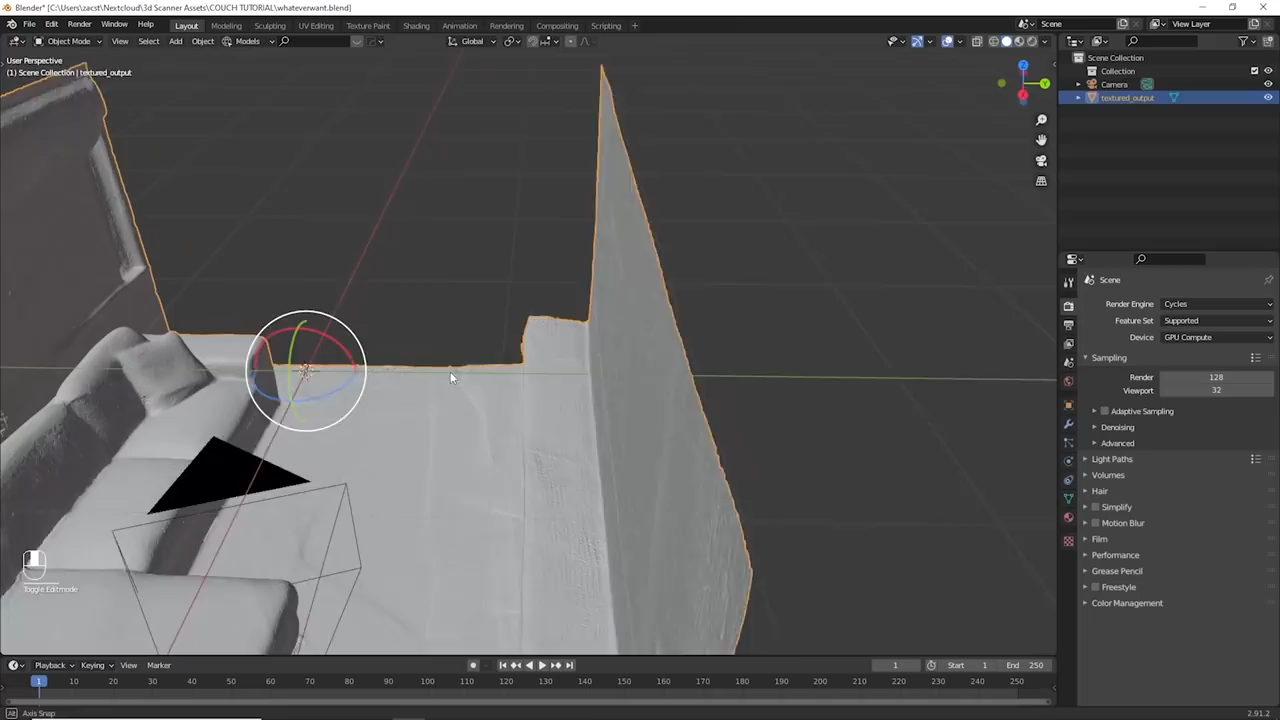 Blender* [C:\Users\zacst\Nextcloud\3d Scanner Assets\COUCH TUTORIAL\whateverwant.blend]
File Edit Render Window Help Layout Modeling Sculpting UV Editing Texture Paint Shading Animation Rendering Compositing Scripting + Scene View Layer
Object Mode View Select Add Object Models Global
User Perspective
(1) Scene Collection | textured_output
Scene Collection
Collection
Camera
textured_output
X
Y
Z
Scene
Render Engine Cycles
Feature Set Supported
Device GPU Compute
Sampling
Render 128
Viewport 32
Adaptive Sampling
Denoising
Advanced
Light Paths
Volumes
Hair
Simplify
Motion Blur
Film
Performance
Grease Pencil
Freestyle
Color Management
Toggle Editmode
Playback Keying View Marker 1 Start 1 End 250
1 10 20 30 40 50 60 70 80 90 100 110 120 130 140 150 160 170 180 190 200 210 220 230 240 250
Alt Axis Snap 2.91.2